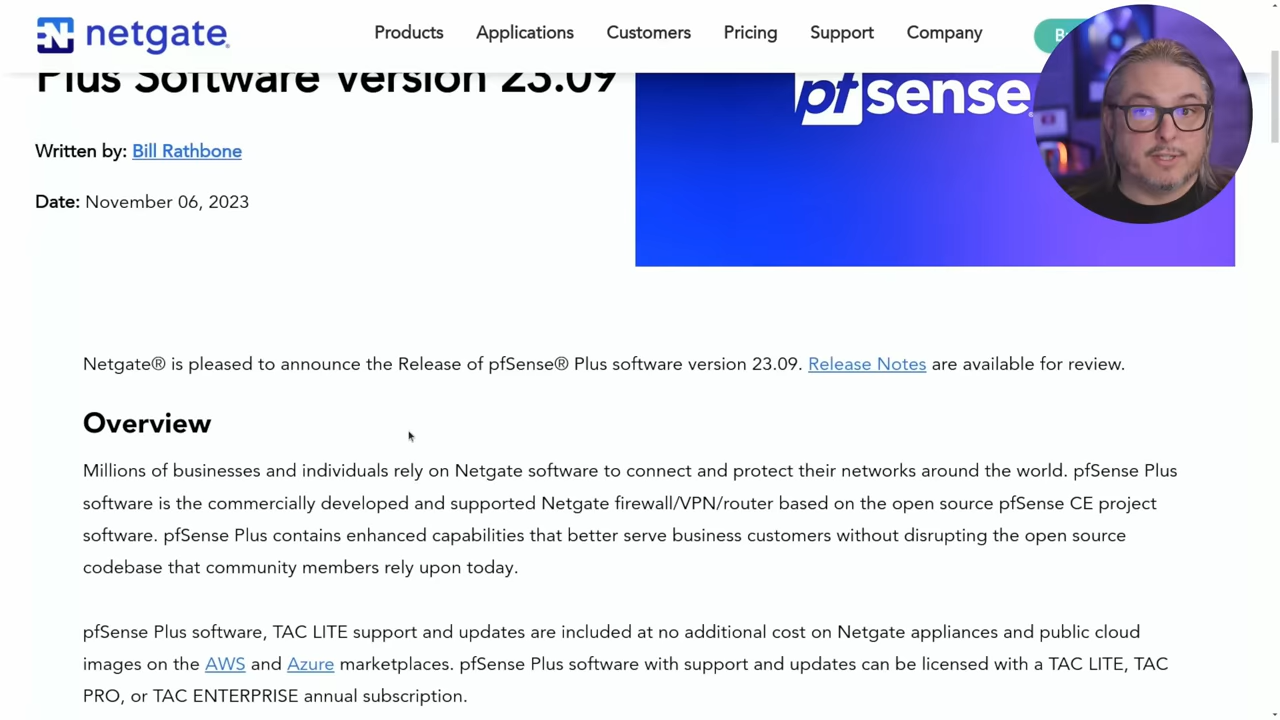 netgate
Products Applications Customers Pricing Support Company
Plus Software Version 23.09
pfsense
Written by: Bill Rathbone
Date: November 06, 2023
Netgate® is pleased to announce the Release of pfSense® Plus software version 23.09. Release Notes are available for review.
Overview
Millions of businesses and individuals rely on Netgate software to connect and protect their networks around the world. pfSense Plus
software is the commercially developed and supported Netgate firewall/VPN/router based on the open source pfSense CE project
software. pfSense Plus contains enhanced capabilities that better serve business customers without disrupting the open source
codebase that community members rely upon today.
pfSense Plus software, TAC LITE support and updates are included at no additional cost on Netgate appliances and public cloud
images on the AWS and Azure marketplaces. pfSense Plus software with support and updates can be licensed with a TAC LITE, TAC
PRO, or TAC ENTERPRISE annual subscription.